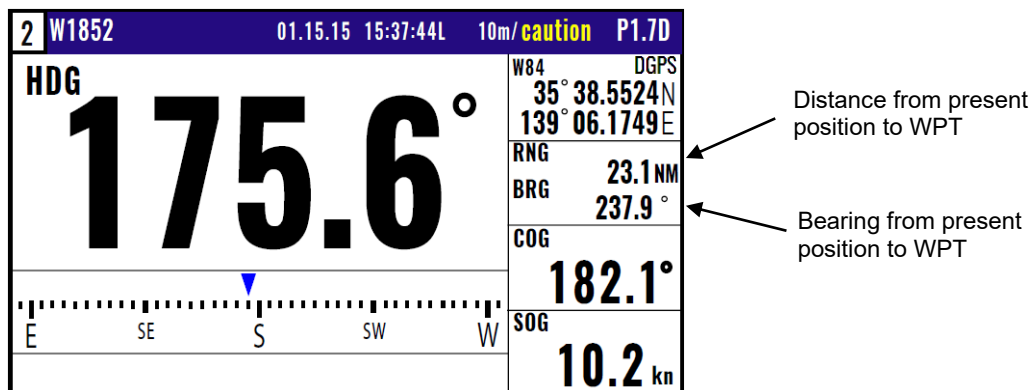 2 W1852 01.15.15 15:37:44L 10m/caution P1.7D
HDG
175.6°
W84 DGPS
35°38.5524N
139°06.1749E
RNG
23.1 NM
BRG
237.9 °
COG
182.1°
SOG
10.2 kn
E SE S SW W
Distance from present
position to WPT
Bearing from present
position to WPT